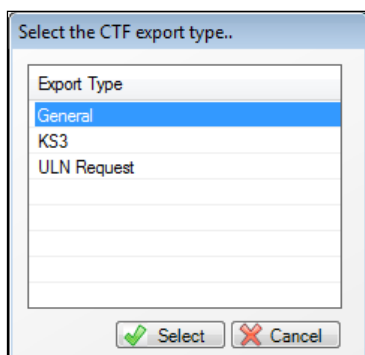 Select the CTF export type..
Export Type
General
KS3
ULN Request
Select Cancel